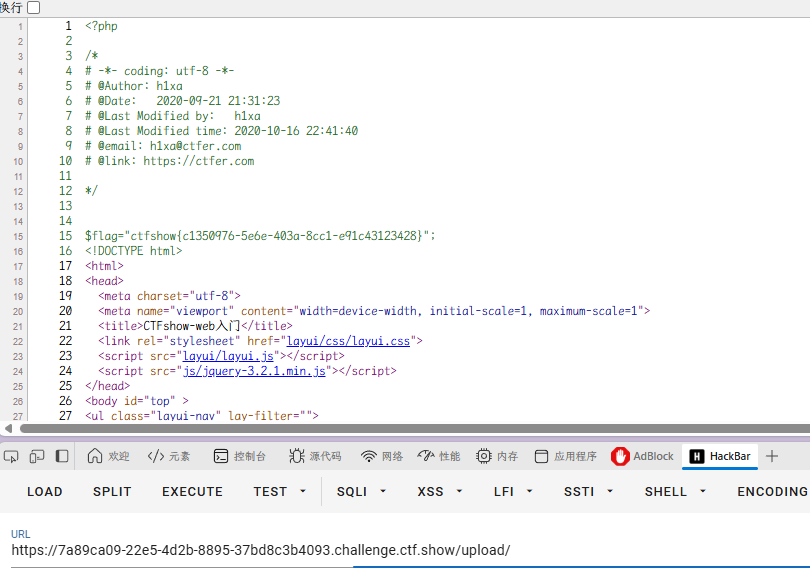 换行
1 1 <?php
2 2
3 3 /*
4 4 # -*- coding: utf-8 -*-
5 5 # @Author: h1xa
6 6 # @Date:   2020-09-21 21:31:23
7 7 # @Last Modified by:   h1xa
8 8 # @Last Modified time: 2020-10-16 22:41:40
9 9 # @email: h1xa@ctfer.com
10 10 # @link: https://ctfer.com
11 11
12 12 */
13 13
14 14
15 15 $flag="ctfshow{c1350976-5e6e-403a-8cc1-e91c43123428}";
16 16 <!DOCTYPE html>
17 17 <html>
18 18 <head>
19 19   <meta charset="utf-8">
20 20   <meta name="viewport" content="width=device-width, initial-scale=1, maximum-scale=1">
21 21   <title>CTFshow-web入门</title>
22 22   <link rel="stylesheet" href="layui/css/layui.css">
23 23   <script src="layui/layui.js"></script>
24 24   <script src="js/jquery-3.2.1.min.js"></script>
25 25 </head>
26 26 <body id="top" >
27 27 <ul class="layui-nav" lay-filter="">
欢迎 元素 控制台 源代码 网络 性能 内存 应用程序 AdBlock H HackBar
LOAD SPLIT EXECUTE TEST SQLI XSS LFI SSTI SHELL ENCODING
URL
https://7a89ca09-22e5-4d2b-8895-37bd8c3b4093.challenge.ctf.show/upload/